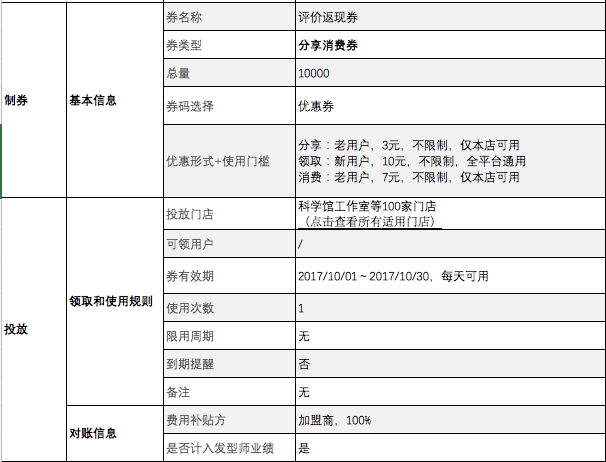 券名称 评价返现券
券类型 分享消费券
总量 10000
制券 基本信息 券码选择 优惠券
优惠形式+使用门槛
分享：老用户，3元，不限制，仅本店可用
领取：新用户，10元，不限制，全平台通用
消费：老用户，7元，不限制，仅本店可用
投放门店
科学馆工作室等100家门店
（点击查看所有适用门店）
可领用户 /
券有效期 2017/10/01～2017/10/30，每天可用
投放 领取和使用规则 使用次数 1
限用周期 无
到期提醒 否
备注 无
对账信息 费用补贴方 加盟商，100%
是否计入发型师业绩 是